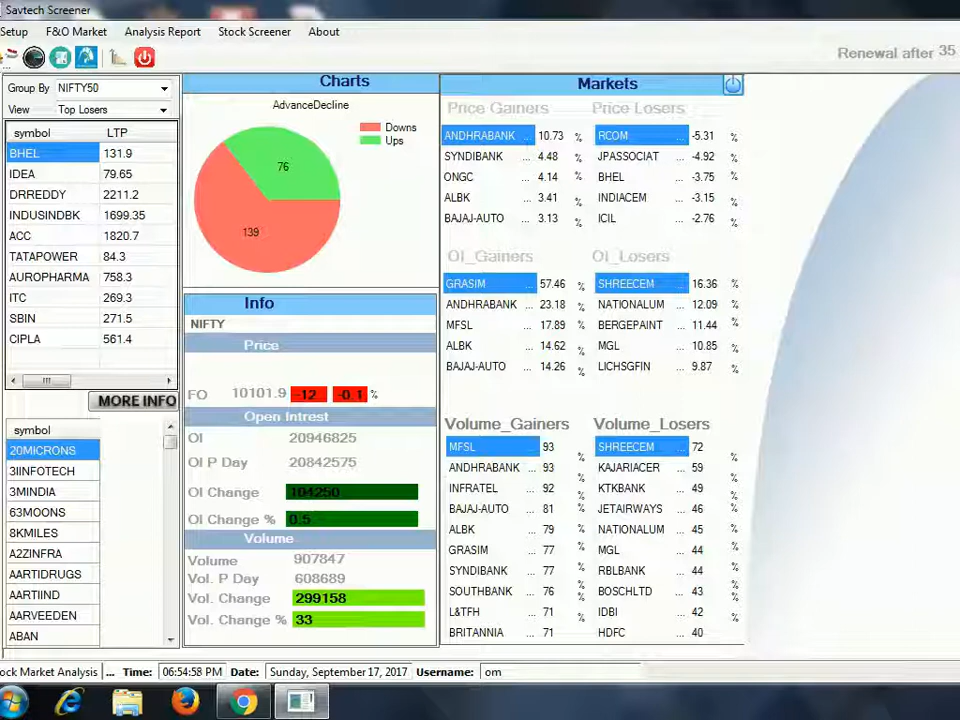 Savtech Screener
Setup F&O Market Analysis Report Stock Screener About
Renewal after 35
Group By NIFTY50
View Top Losers
symbol LTP
BHEL 131.9
IDEA 79.65
DRREDDY 2211.2
INDUSINDBK 1699.35
ACC 1820.7
TATAPOWER 84.3
AUROPHARMA 758.3
ITC 269.3
SBIN 271.5
CIPLA 561.4
MORE INFO
symbol
20MICRONS
3IINFOTECH
3MINDIA
63MOONS
8KMILES
A2ZINFRA
AARTIDRUGS
AARTIIND
AARVEEDEN
ABAN
Charts
AdvanceDecline
Downs
Ups
76
139
Info
NIFTY
Price
FO 10101.9 -12 -0.1 %
Open Intrest
OI 20946825
OI P Day 20842575
OI Change 104250
OI Change % 0.5
Volume
Volume 907847
Vol. P Day 608689
Vol. Change 299158
Vol. Change % 33
Markets
Price Gainers Price Losers
ANDHRABANK ... 10.73 % RCOM ... -5.31 %
SYNDIBANK ... 4.48 % JPASSOCIAT ... -4.92 %
ONGC ... 4.14 % BHEL ... -3.75 %
ALBK ... 3.41 % INDIACEM ... -3.15 %
BAJAJ-AUTO ... 3.13 % ICIL ... -2.76 %
OI_Gainers OI_Losers
GRASIM ... 57.46 % SHREECEM ... 16.36 %
ANDHRABANK ... 23.18 % NATIONALUM ... 12.09 %
MFSL ... 17.89 % BERGEPAINT ... 11.44 %
ALBK ... 14.62 % MGL ... 10.85 %
BAJAJ-AUTO ... 14.26 % LICHSGFIN ... 9.87 %
Volume_Gainers Volume_Losers
MFSL ... 93 % SHREECEM ... 72 %
ANDHRABANK ... 93 % KAJARIACER ... 59 %
INFRATEL ... 92 % KTKBANK ... 49 %
BAJAJ-AUTO ... 81 % JETAIRWAYS ... 46 %
ALBK ... 79 % NATIONALUM ... 45 %
GRASIM ... 77 % MGL ... 44 %
SYNDIBANK ... 77 % RBLBANK ... 44 %
SOUTHBANK ... 76 % BOSCHLTD ... 43 %
L&TFH ... 71 % IDBI ... 42 %
BRITANNIA ... 71 HDFC ... 40
ock Market Analysis ... Time: 06:54:58 PM Date: Sunday, September 17, 2017 Username: om